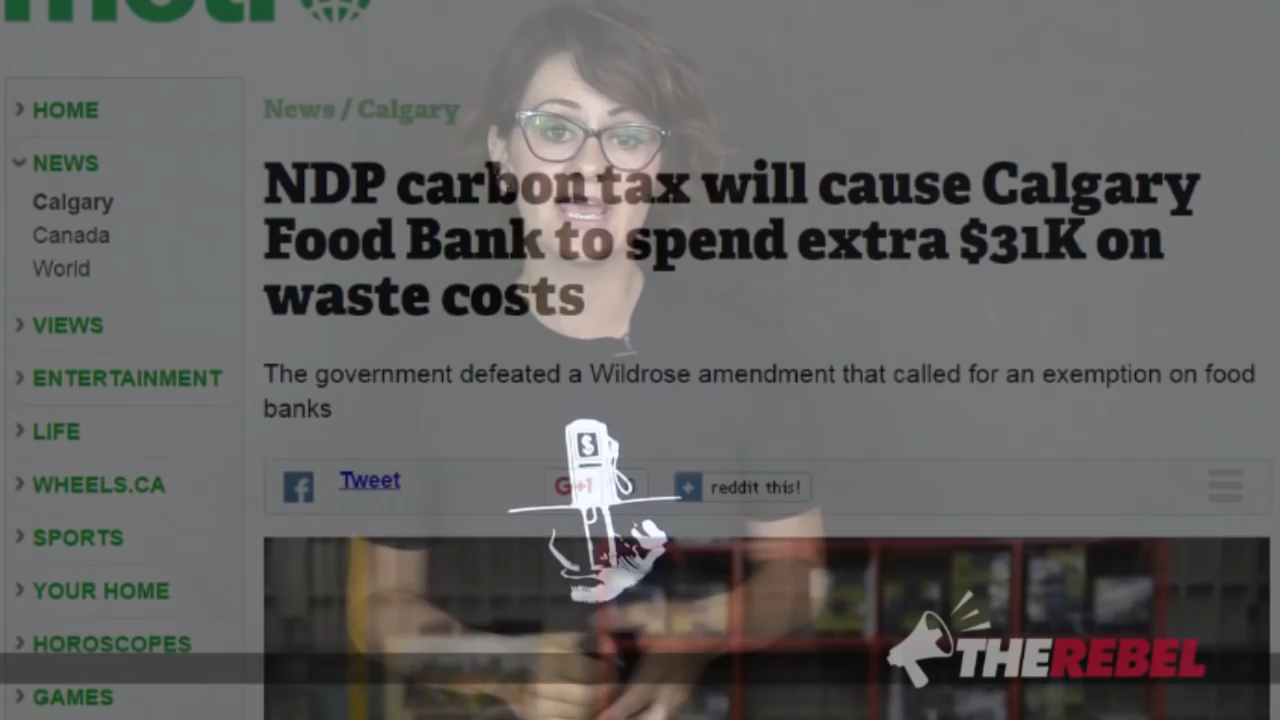 HOME
NEWS
Calgary
Canada
World
VIEWS
ENTERTAINMENT
LIFE
WHEELS.CA
SPORTS
YOUR HOME
HOROSCOPES
GAMES
News / Calgary
NDP carbon tax will cause Calgary
Food Bank to spend extra $31K on
waste costs
The government defeated a Wildrose amendment that called for an exemption on food
banks
Tweet
G+1
reddit this!
$
THEREBEL